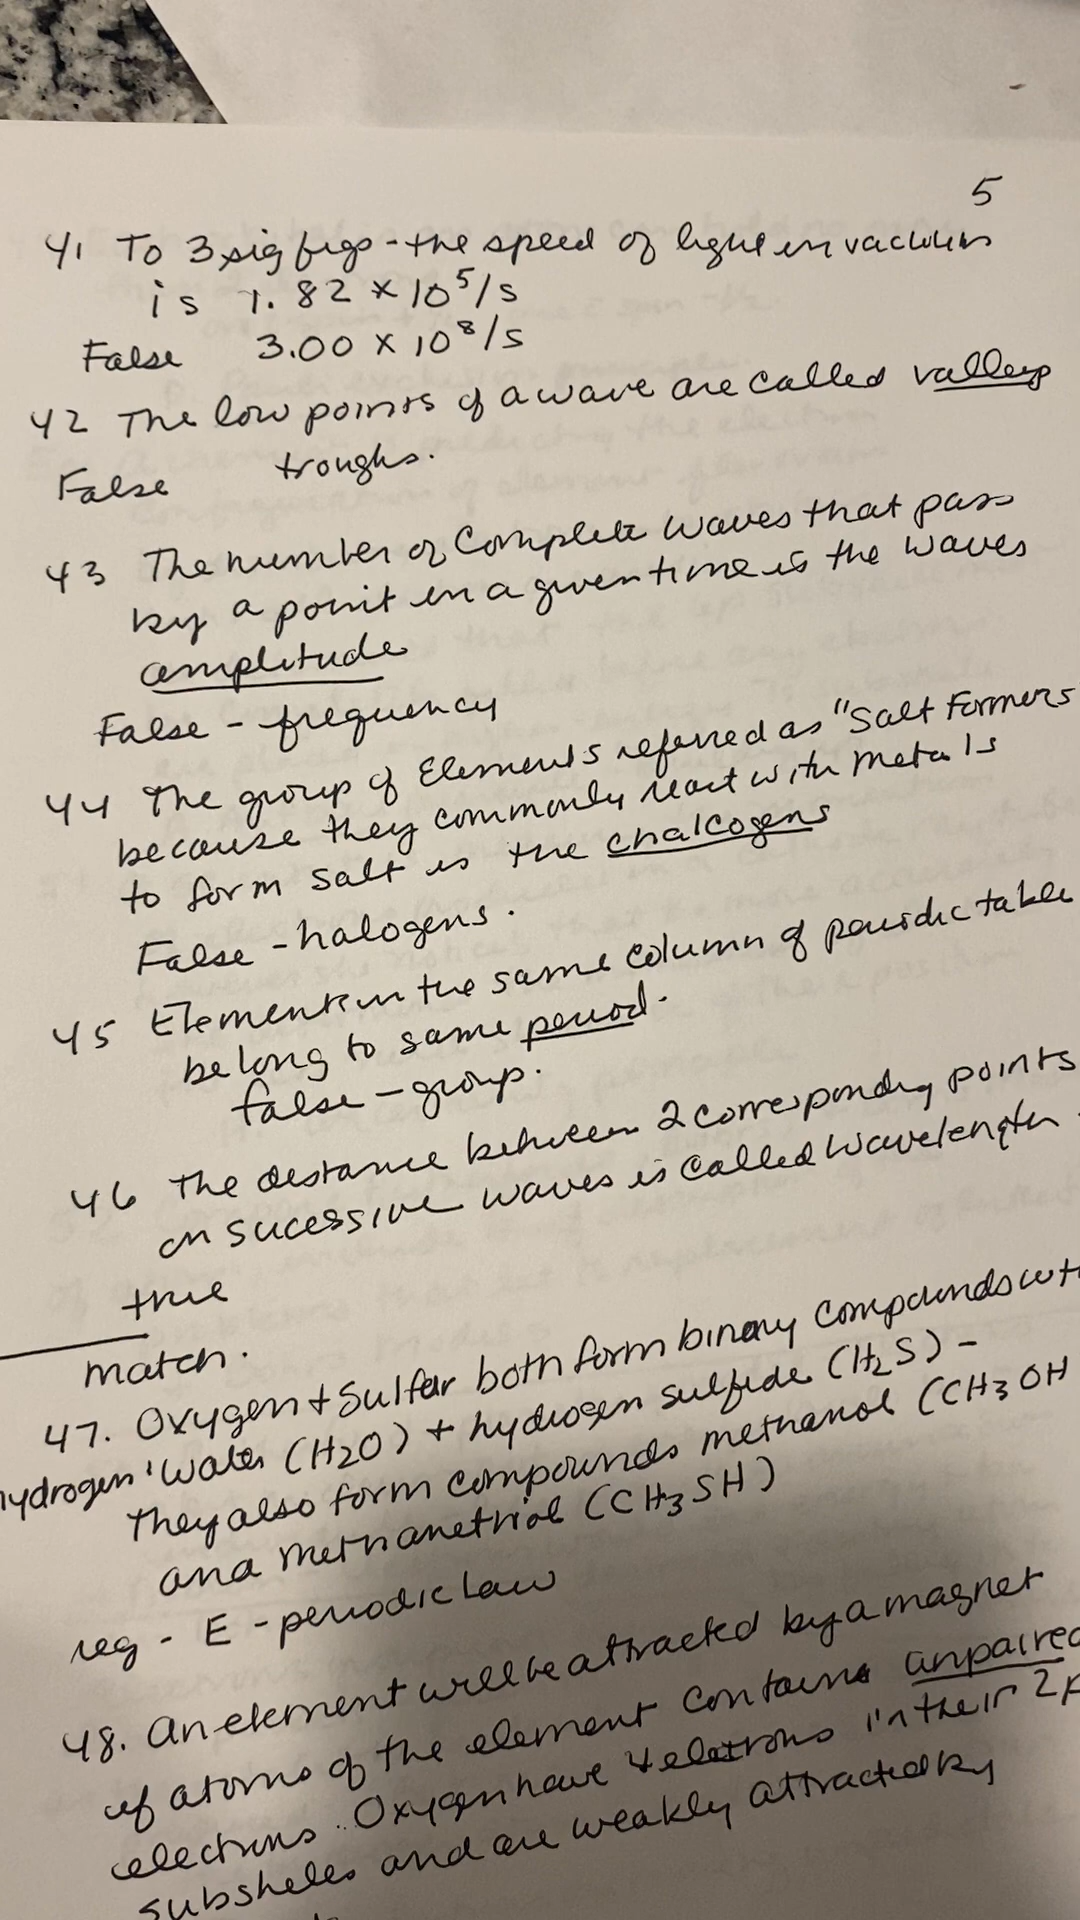 5
41 To 3 sig figs - the speed of light in vacuum
is 1.82 x 10^5/s
False 3.00 x 10^8/s
42 The low points of a wave are called valleys
False troughs.
43 The number of Complete waves that pass
by a point in a given time is the waves
amplitude
False - frequency
44 The group of Elements referred as "Salt Formers
because they commonly react with metals
to form salt is the chalcogens
False - halogens.
45 Elements in the same column of periodic table
belong to same period.
false - group.
46 The distance between 2 corresponding points
on sucessive waves is called wavelength.
true
match.
47. Oxygen + Sulfur both form binary compounds with
hydrogen' water (H2O) + hydrogen sulfide (H2S) -
They also form compounds methanol (CH3OH
and methanethiol (CH3SH)
reg - E - periodic law
48. An element will be attracted by a magnet
if atoms of the element contains unpaired
electrons. Oxygen have 4 electrons in their 2p
subshells and are weakly attracted by